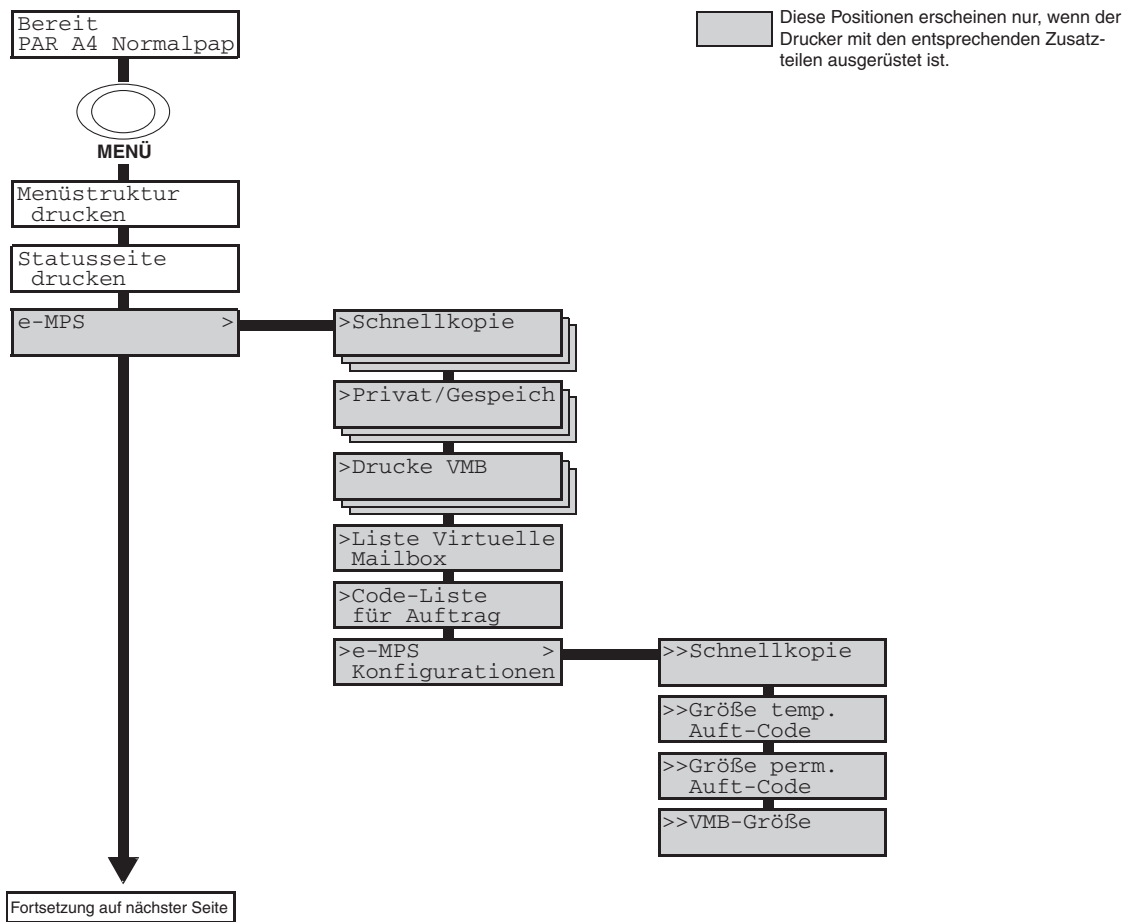 Bereit
PAR A4 Normalpap
Diese Positionen erscheinen nur, wenn der
Drucker mit den entsprechenden Zusatz-
teilen ausgerüstet ist.
MENÜ
Menüstruktur
drucken
Statusseite
drucken
e-MPS >
>Schnellkopie
>Privat/Gespeich
>Drucke VMB
>Liste Virtuelle
Mailbox
>Code-Liste
für Auftrag
>e-MPS >
Konfigurationen
>>Schnellkopie
>>Größe temp.
Auft-Code
>>Größe perm.
Auft-Code
>>VMB-Größe
Fortsetzung auf nächster Seite